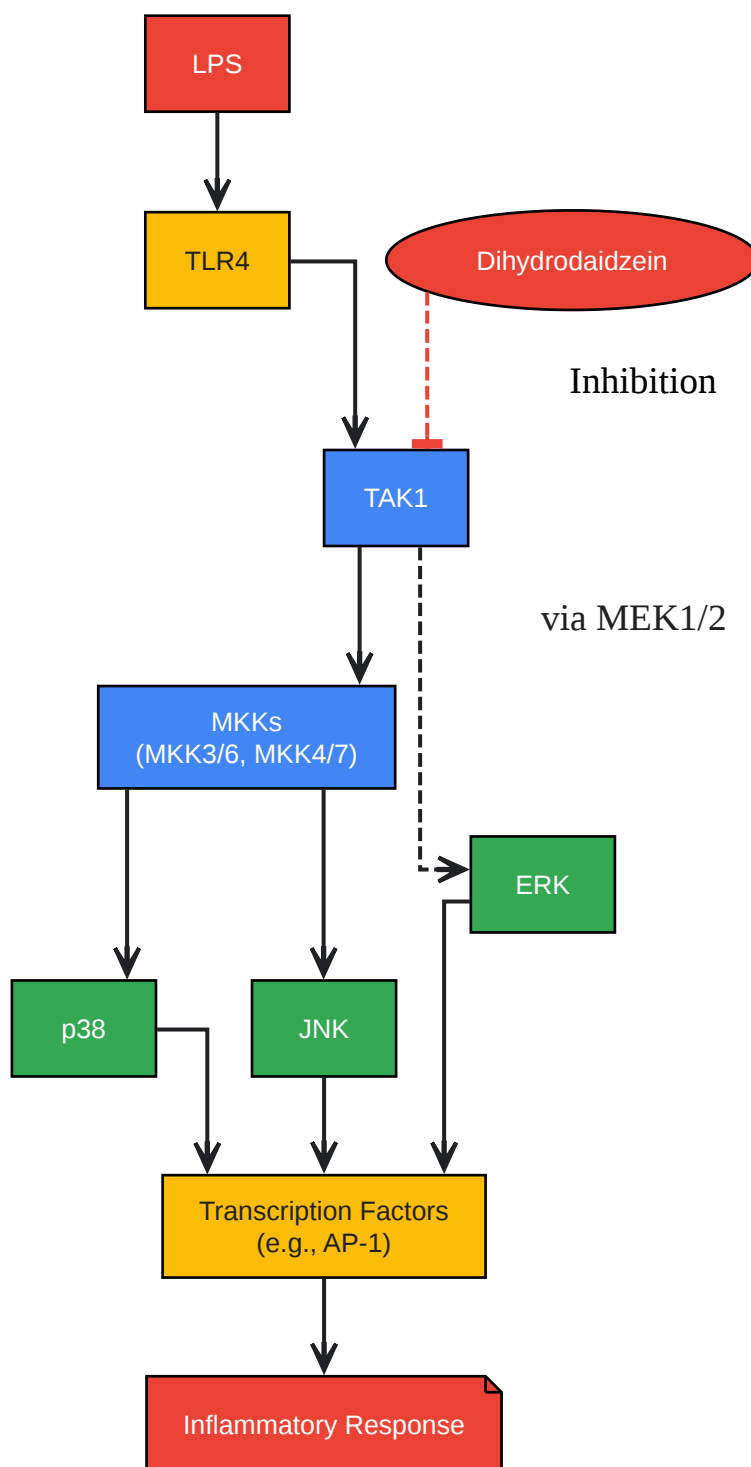 LPS
TLR4
Dihydrodaidzein
Inhibition
TAK1
via MEK1/2
MKKs
(MKK3/6, MKK4/7)
ERK
p38
JNK
Transcription Factors
(e.g., AP-1)
Inflammatory Response